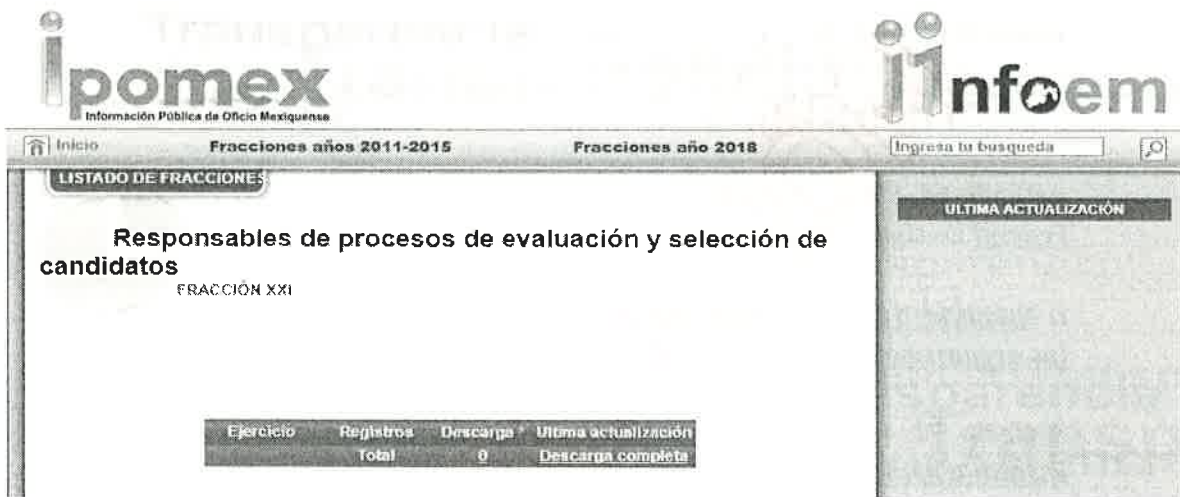 ipomex
Información Pública de Oficio Mexiquense
infoem
Inicio
Fracciones años 2011-2015
Fracciones año 2018
Ingresa tu busqueda
LISTADO DE FRACCIONES
ULTIMA ACTUALIZACIÓN
Responsables de procesos de evaluación y selección de
candidatos
FRACCIÓN XXI
Ejercicio Registros Descarga * Ultima actualización
Total 0 Descarga completa